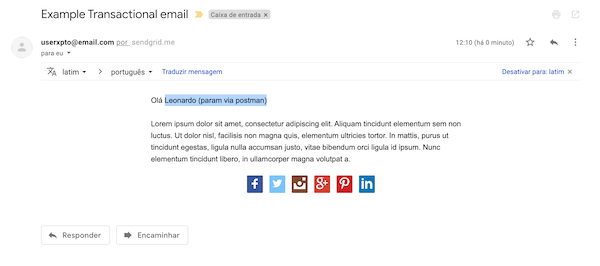 Example Transactional email Caixa de entrada ×
userxpto@email.com por sendgrid.me 12:10 (há 0 minuto)
para eu
latim > português Traduzir mensagem Desativar para: latim ×
Olá Leonardo (param via postman)
Lorem ipsum dolor sit amet, consectetur adipiscing elit. Aliquam tincidunt elementum sem non
luctus. Ut dolor nisl, facilisis non magna quis, elementum ultricies tortor. In mattis, purus ut
tincidunt egestas, ligula nulla accumsan justo, vitae bibendum orci ligula id ipsum. Nunc
elementum tincidunt libero, in ullamcorper magna volutpat a.
Responder Encaminhar